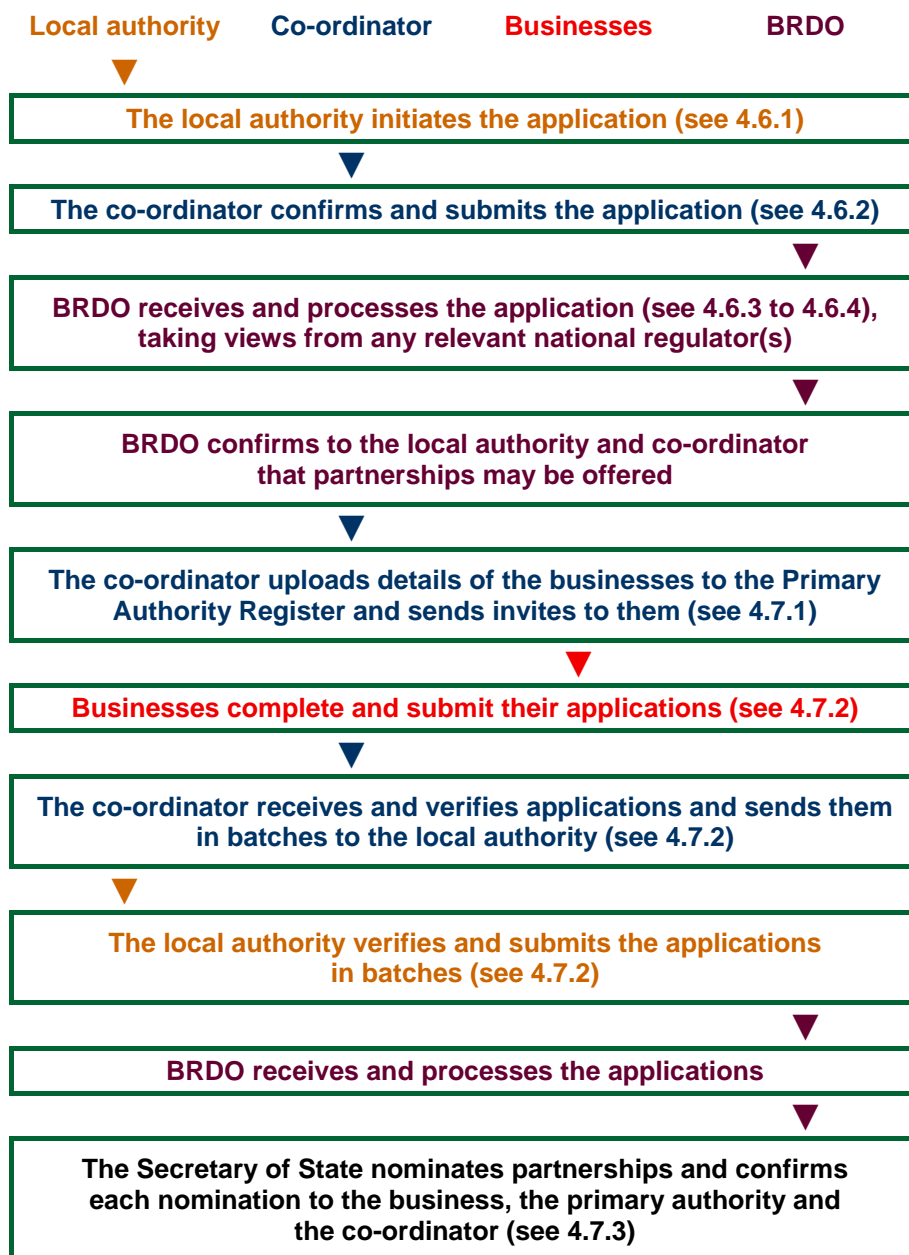 Local authority Co-ordinator Businesses BRDO
The local authority initiates the application (see 4.6.1)
The co-ordinator confirms and submits the application (see 4.6.2)
BRDO receives and processes the application (see 4.6.3 to 4.6.4),
taking views from any relevant national regulator(s)
BRDO confirms to the local authority and co-ordinator
that partnerships may be offered
The co-ordinator uploads details of the businesses to the Primary
Authority Register and sends invites to them (see 4.7.1)
Businesses complete and submit their applications (see 4.7.2)
The co-ordinator receives and verifies applications and sends them
in batches to the local authority (see 4.7.2)
The local authority verifies and submits the applications
in batches (see 4.7.2)
BRDO receives and processes the applications
The Secretary of State nominates partnerships and confirms
each nomination to the business, the primary authority and
the co-ordinator (see 4.7.3)